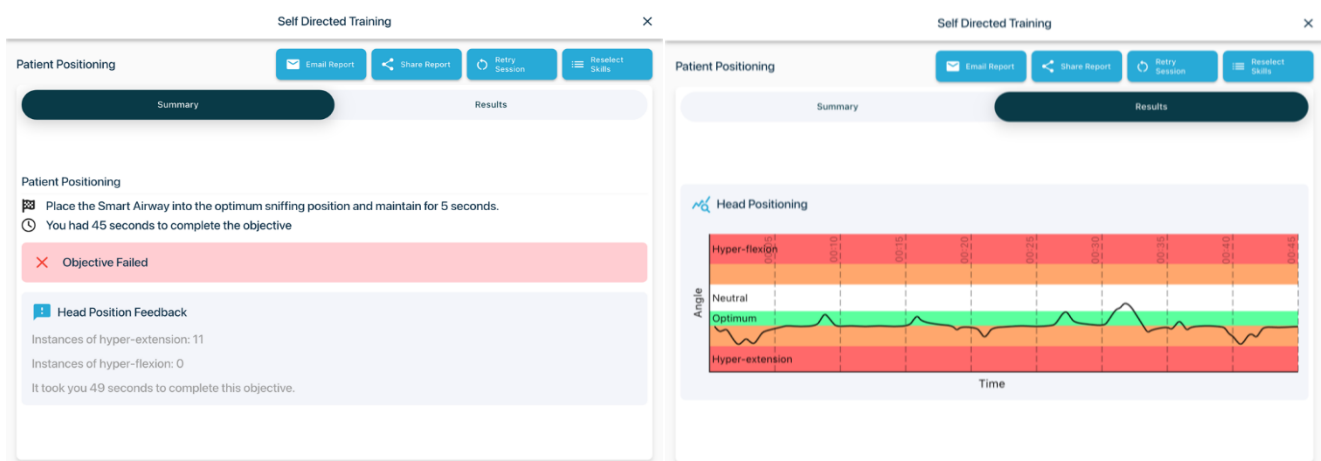 Self Directed Training
Patient Positioning
Email Report
Share Report
Retry
Session
Reselect
Skills
Summary
Results
Patient Positioning
Place the Smart Airway into the optimum sniffing position and maintain for 5 seconds.
You had 45 seconds to complete the objective
Objective Failed
Head Position Feedback
Instances of hyper-extension: 11
Instances of hyper-flexion: 0
It took you 49 seconds to complete this objective.
Self Directed Training
Patient Positioning
Email Report
Share Report
Retry
Session
Reselect
Skills
Summary
Results
Head Positioning
Hyper-flexion
00:05
00:10
00:15
00:20
00:25
00:30
00:35
00:40
00:45
Angle
Neutral
Optimum
Hyper-extension
Time